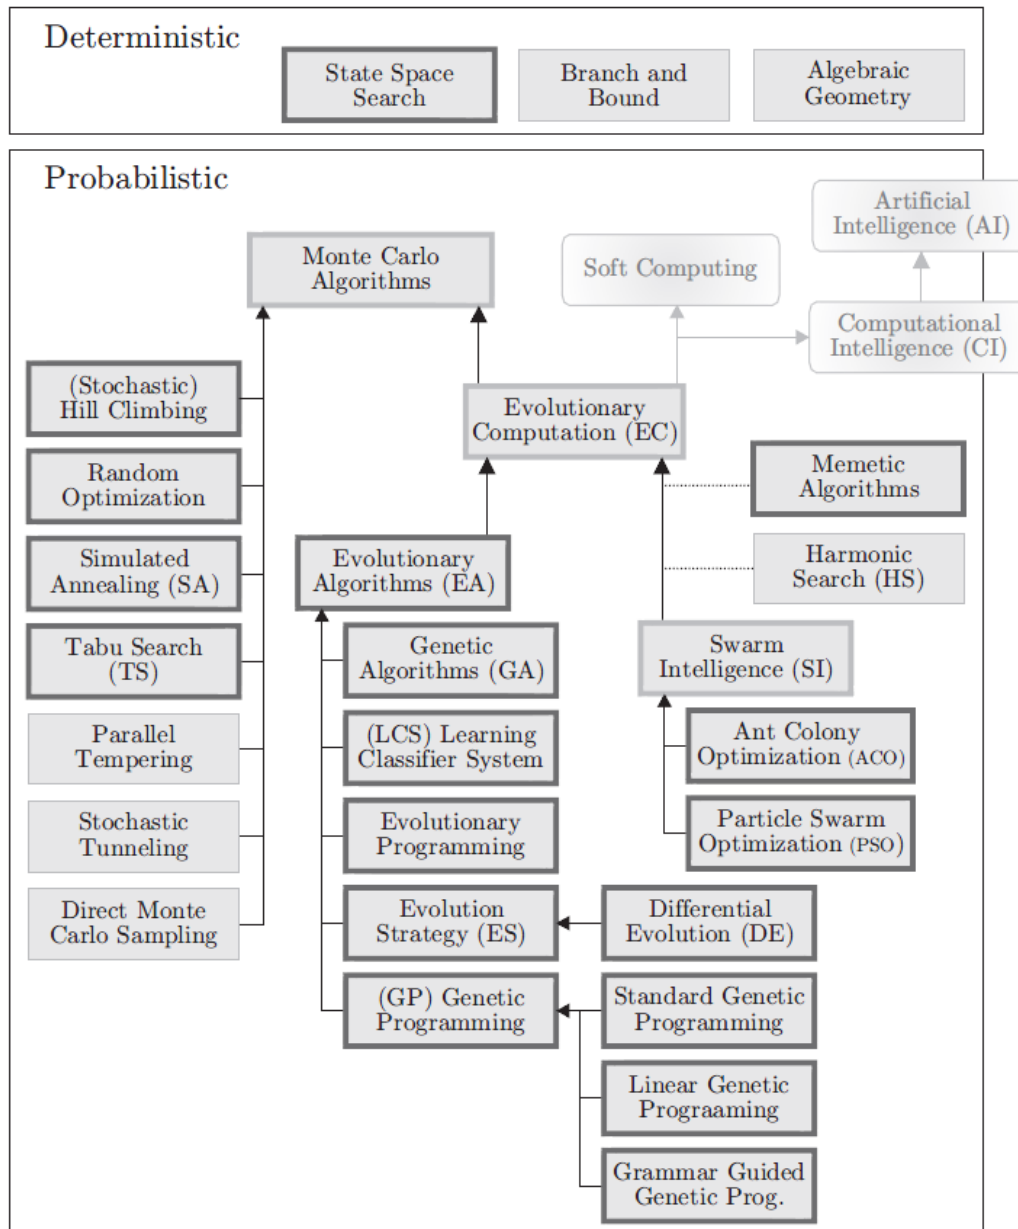 Deterministic
State Space
Search
Branch and
Bound
Algebraic
Geometry
Probabilistic
Artificial
Intelligence (AI)
Monte Carlo
Algorithms
Soft Computing
Computational
Intelligence (CI)
(Stochastic)
Hill Climbing
Evolutionary
Computation (EC)
Random
Optimization
Memetic
Algorithms
Simulated
Annealing (SA)
Evolutionary
Algorithms (EA)
Harmonic
Search (HS)
Tabu Search
(TS)
Genetic
Algorithms (GA)
Swarm
Intelligence (SI)
Parallel
Tempering
(LCS) Learning
Classifier System
Ant Colony
Optimization (ACO)
Stochastic
Tunneling
Evolutionary
Programming
Particle Swarm
Optimization (PSO)
Direct Monte
Carlo Sampling
Evolution
Strategy (ES)
Differential
Evolution (DE)
(GP) Genetic
Programming
Standard Genetic
Programming
Linear Genetic
Prograaming
Grammar Guided
Genetic Prog.